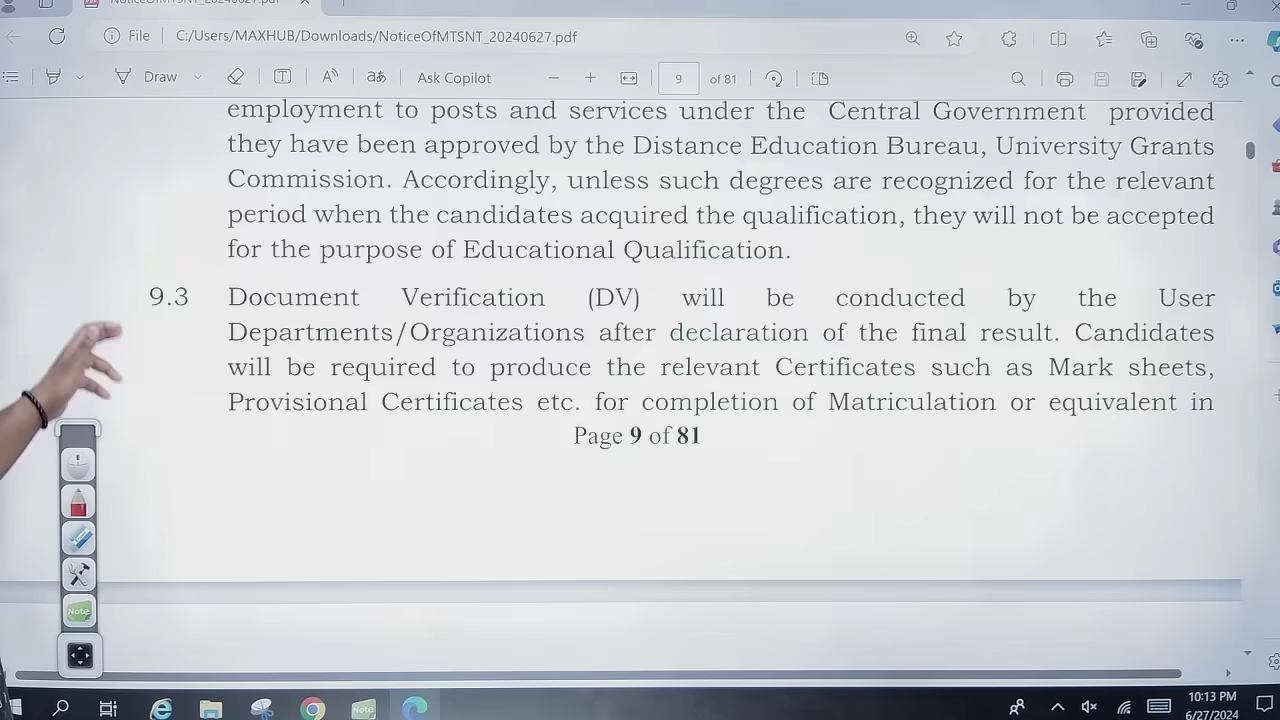 NoticeOfMTSNT_20240627.pdf
File
C:/Users/MAXHUB/Downloads/NoticeOfMTSNT_20240627.pdf
Draw
Ask Copilot
9
of 81
employment to posts and services under the Central Government provided
they have been approved by the Distance Education Bureau, University Grants
Commission. Accordingly, unless such degrees are recognized for the relevant
period when the candidates acquired the qualification, they will not be accepted
for the purpose of Educational Qualification.
9.3 Document Verification (DV) will be conducted by the User
Departments/Organizations after declaration of the final result. Candidates
will be required to produce the relevant Certificates such as Mark sheets,
Provisional Certificates etc. for completion of Matriculation or equivalent in
Page 9 of 81
Note
Note
10:13 PM
6/27/2024